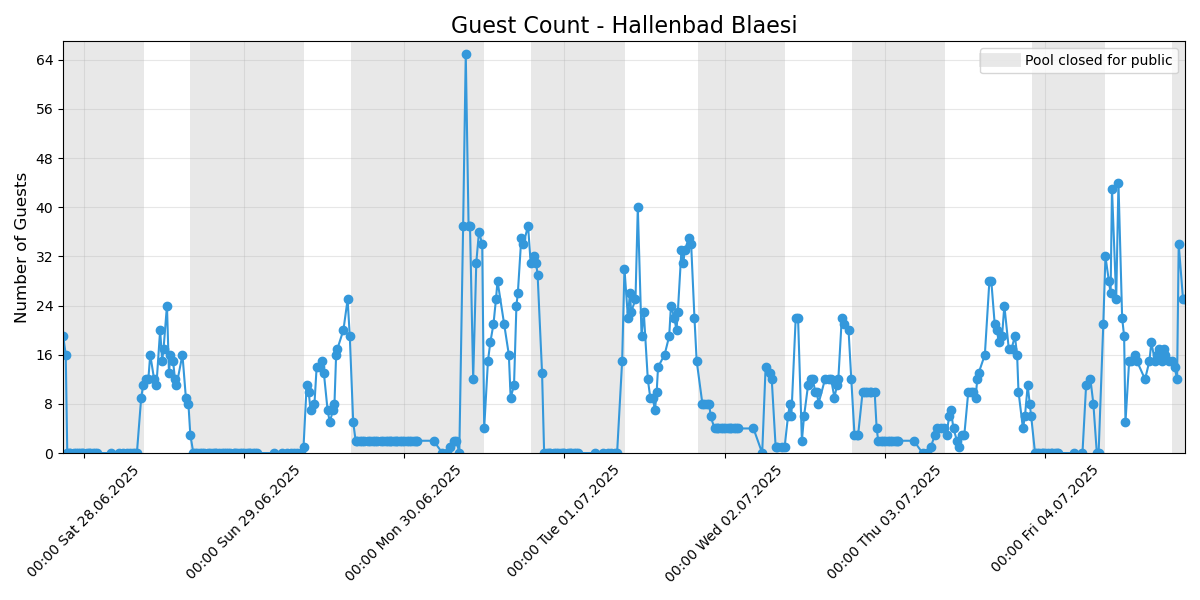 Guest Count - Hallenbad Blaesi
Pool closed for public
Number of Guests
64
56
48
40
32
24
16
8
0
00:00 Sat 28.06.2025
00:00 Sun 29.06.2025
00:00 Mon 30.06.2025
00:00 Tue 01.07.2025
00:00 Wed 02.07.2025
00:00 Thu 03.07.2025
00:00 Fri 04.07.2025